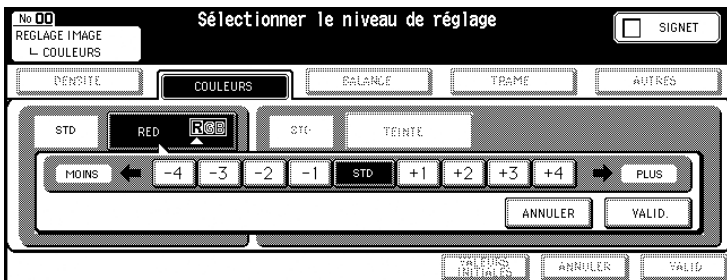 No 00
Sélectionner le niveau de réglage
SIGNET
REGLAGE IMAGE
COULEURS
DENSITE
COULEURS
BALANCE
TRAME
AUTRES
STD
RED
RGB
STD
TEINTE
MOINS
-4
-3
-2
-1
STD
+1
+2
+3
+4
PLUS
ANNULER
VALID.
VALEURS
INITIALES
ANNULER
VALID